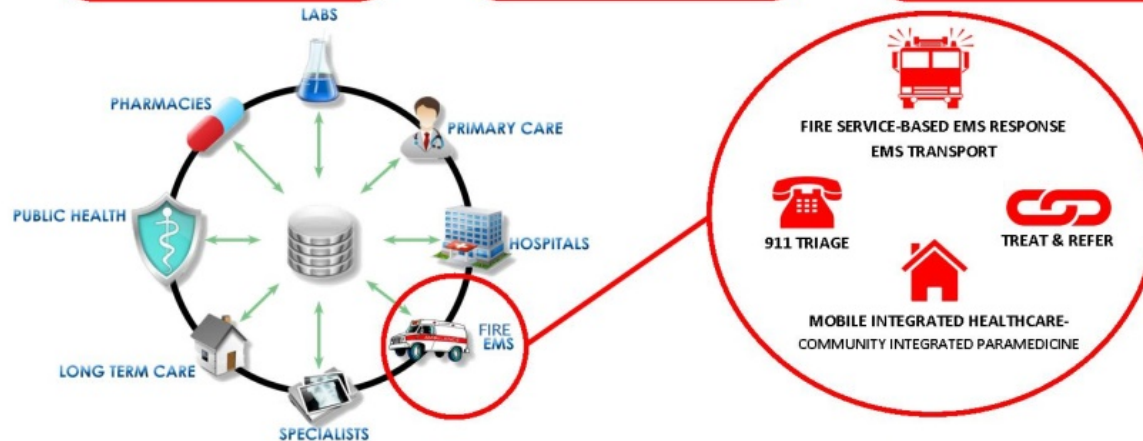 LABS
PHARMACIES
PRIMARY CARE
PUBLIC HEALTH
HOSPITALS
FIRE
EMS
LONG TERM CARE
SPECIALISTS
FIRE SERVICE-BASED EMS RESPONSE
EMS TRANSPORT
911 TRIAGE
TREAT & REFER
MOBILE INTEGRATED HEALTHCARE-
COMMUNITY INTEGRATED PARAMEDICINE